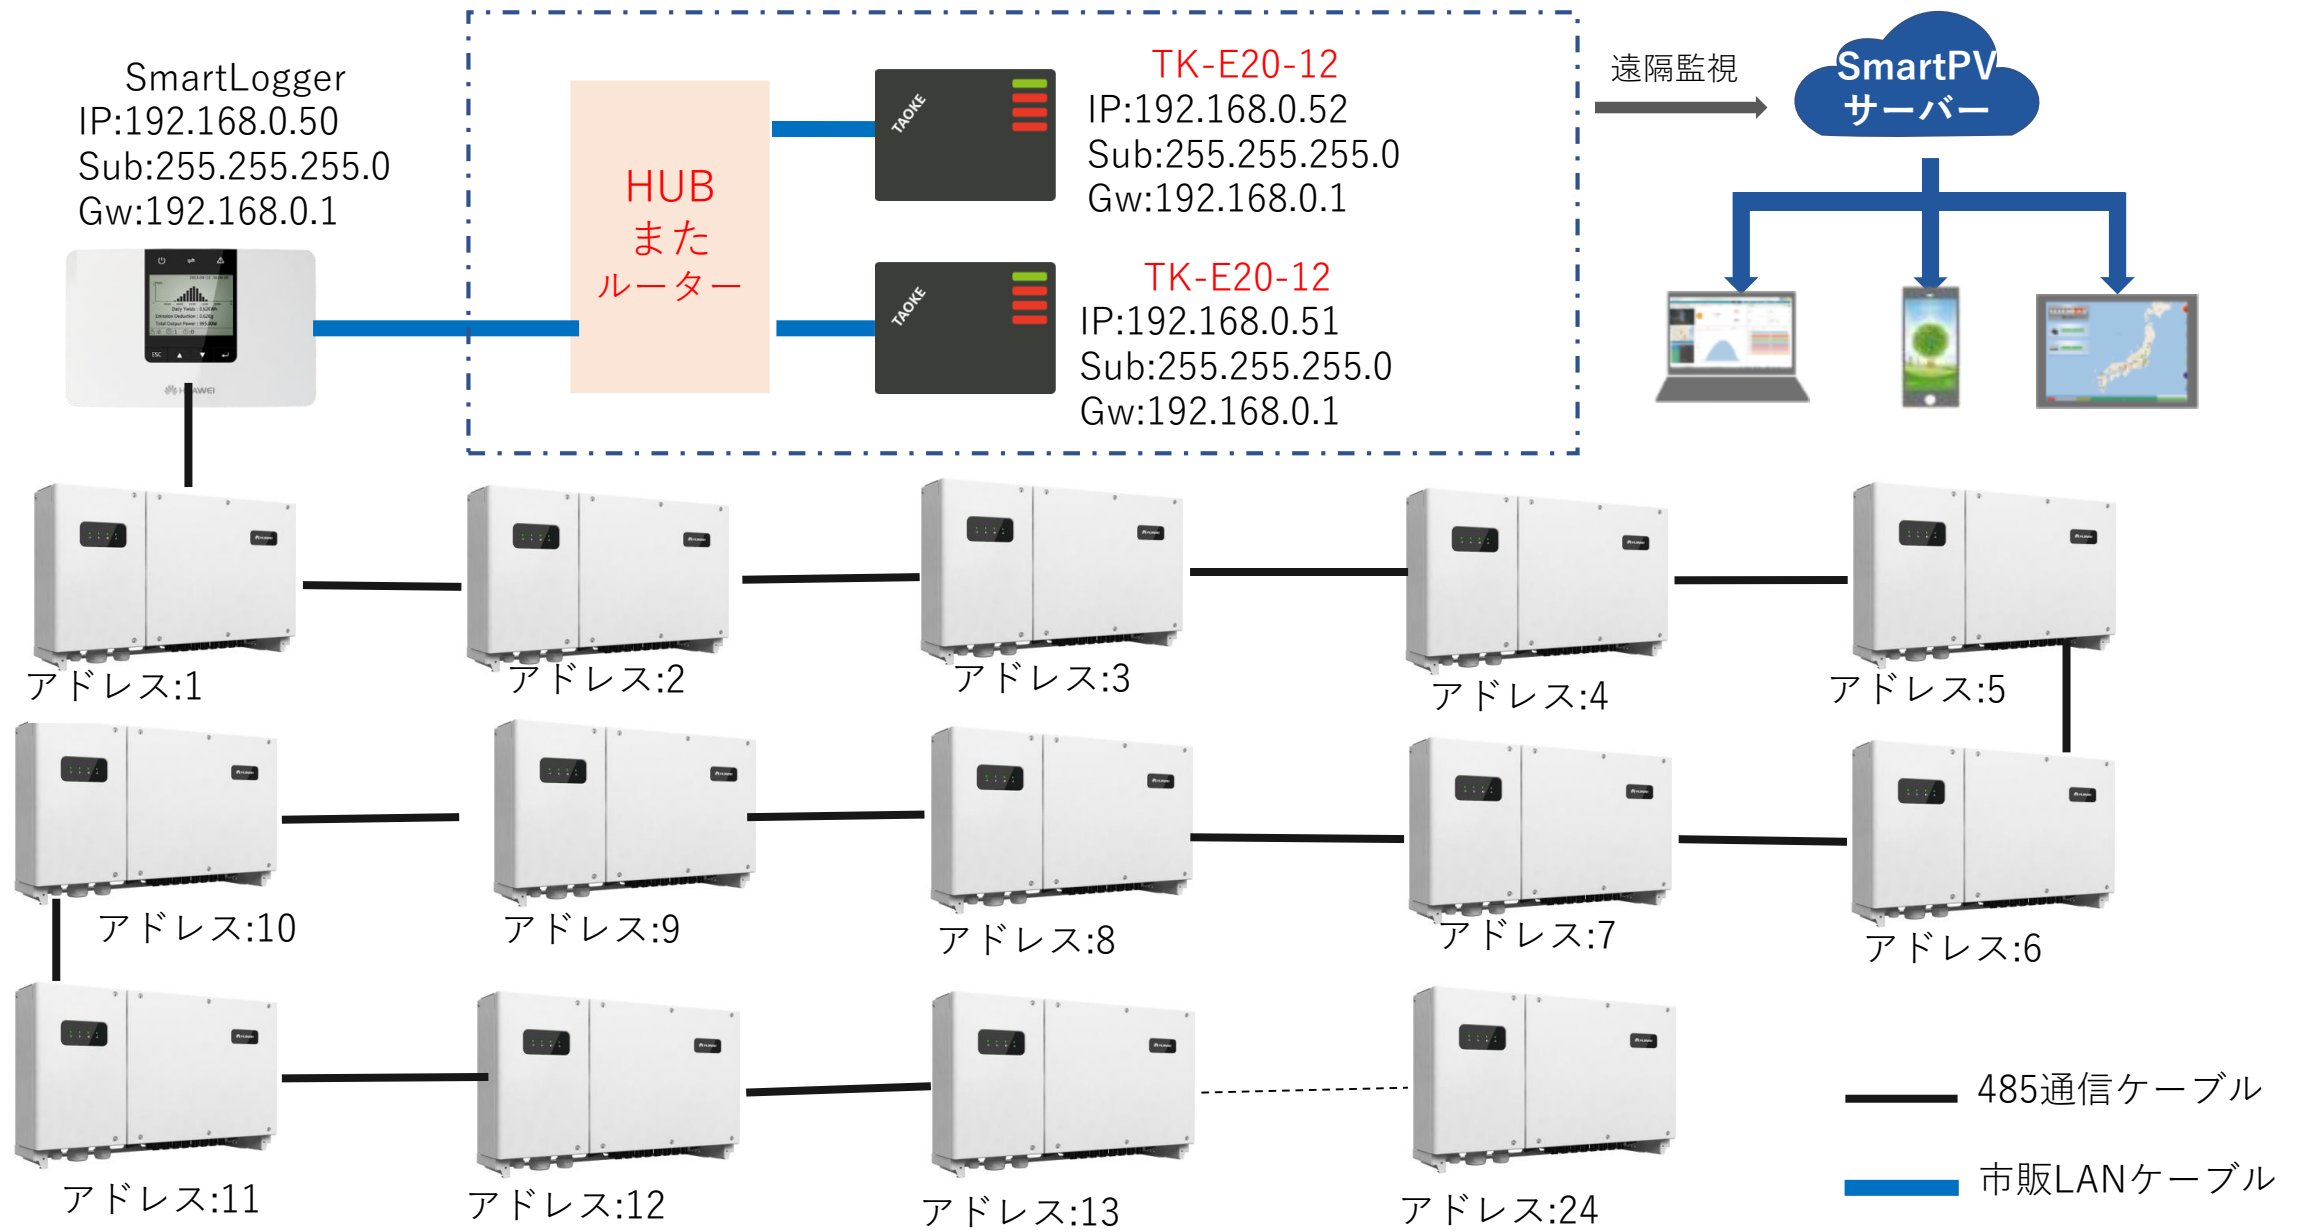 SmartLogger
IP:192.168.0.50
Sub:255.255.255.0
Gw:192.168.0.1
HUB
また
ルーター
TAOKE
TK-E20-12
IP:192.168.0.52
Sub:255.255.255.0
Gw:192.168.0.1
TAOKE
TK-E20-12
IP:192.168.0.51
Sub:255.255.255.0
Gw:192.168.0.1
遠隔監視
SmartPV
サーバー
ESC
アドレス:1
アドレス:2
アドレス:3
アドレス:4
アドレス:5
アドレス:10
アドレス:9
アドレス:8
アドレス:7
アドレス:6
アドレス:11
アドレス:12
アドレス:13
アドレス:24
485通信ケーブル
市販LANケーブル